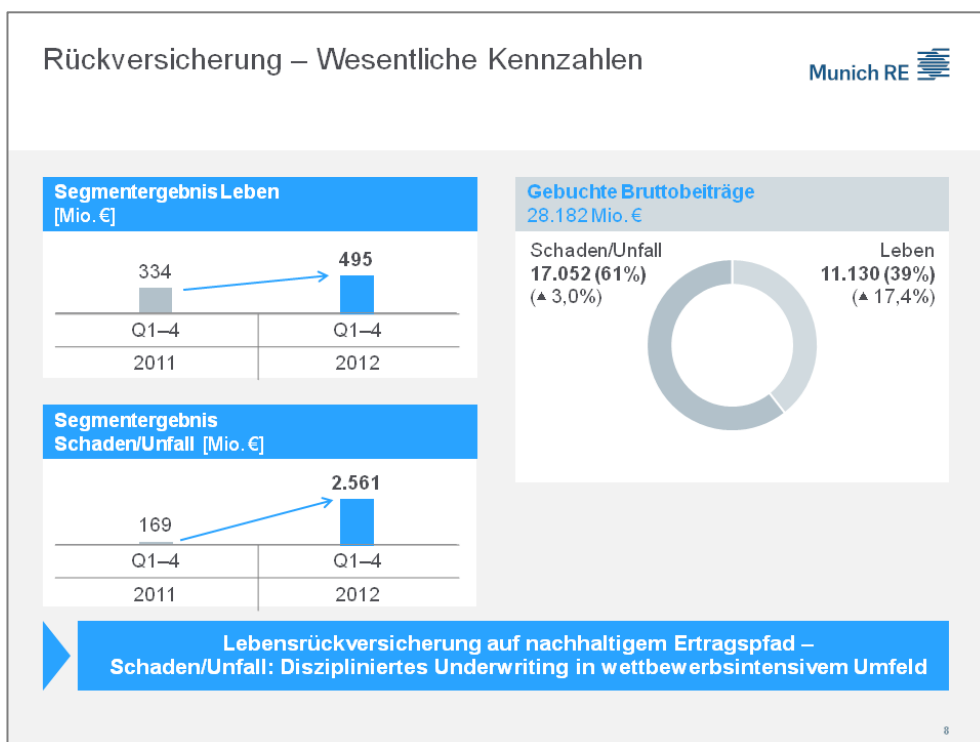 Rückversicherung – Wesentliche Kennzahlen
Munich RE
Segmentergebnis Leben
[Mio. €]
334
495
Q1–4
Q1–4
2011
2012
Segmentergebnis
Schaden/Unfall [Mio. €]
169
2.561
Q1–4
Q1–4
2011
2012
Gebuchte Bruttobeiträge
28.182 Mio. €
Schaden/Unfall
17.052 (61%)
(▲ 3,0%)
Leben
11.130 (39%)
(▲ 17,4%)
Lebensrückversicherung auf nachhaltigem Ertragspfad –
Schaden/Unfall: Diszipliniertes Underwriting in wettbewerbsintensivem Umfeld
8